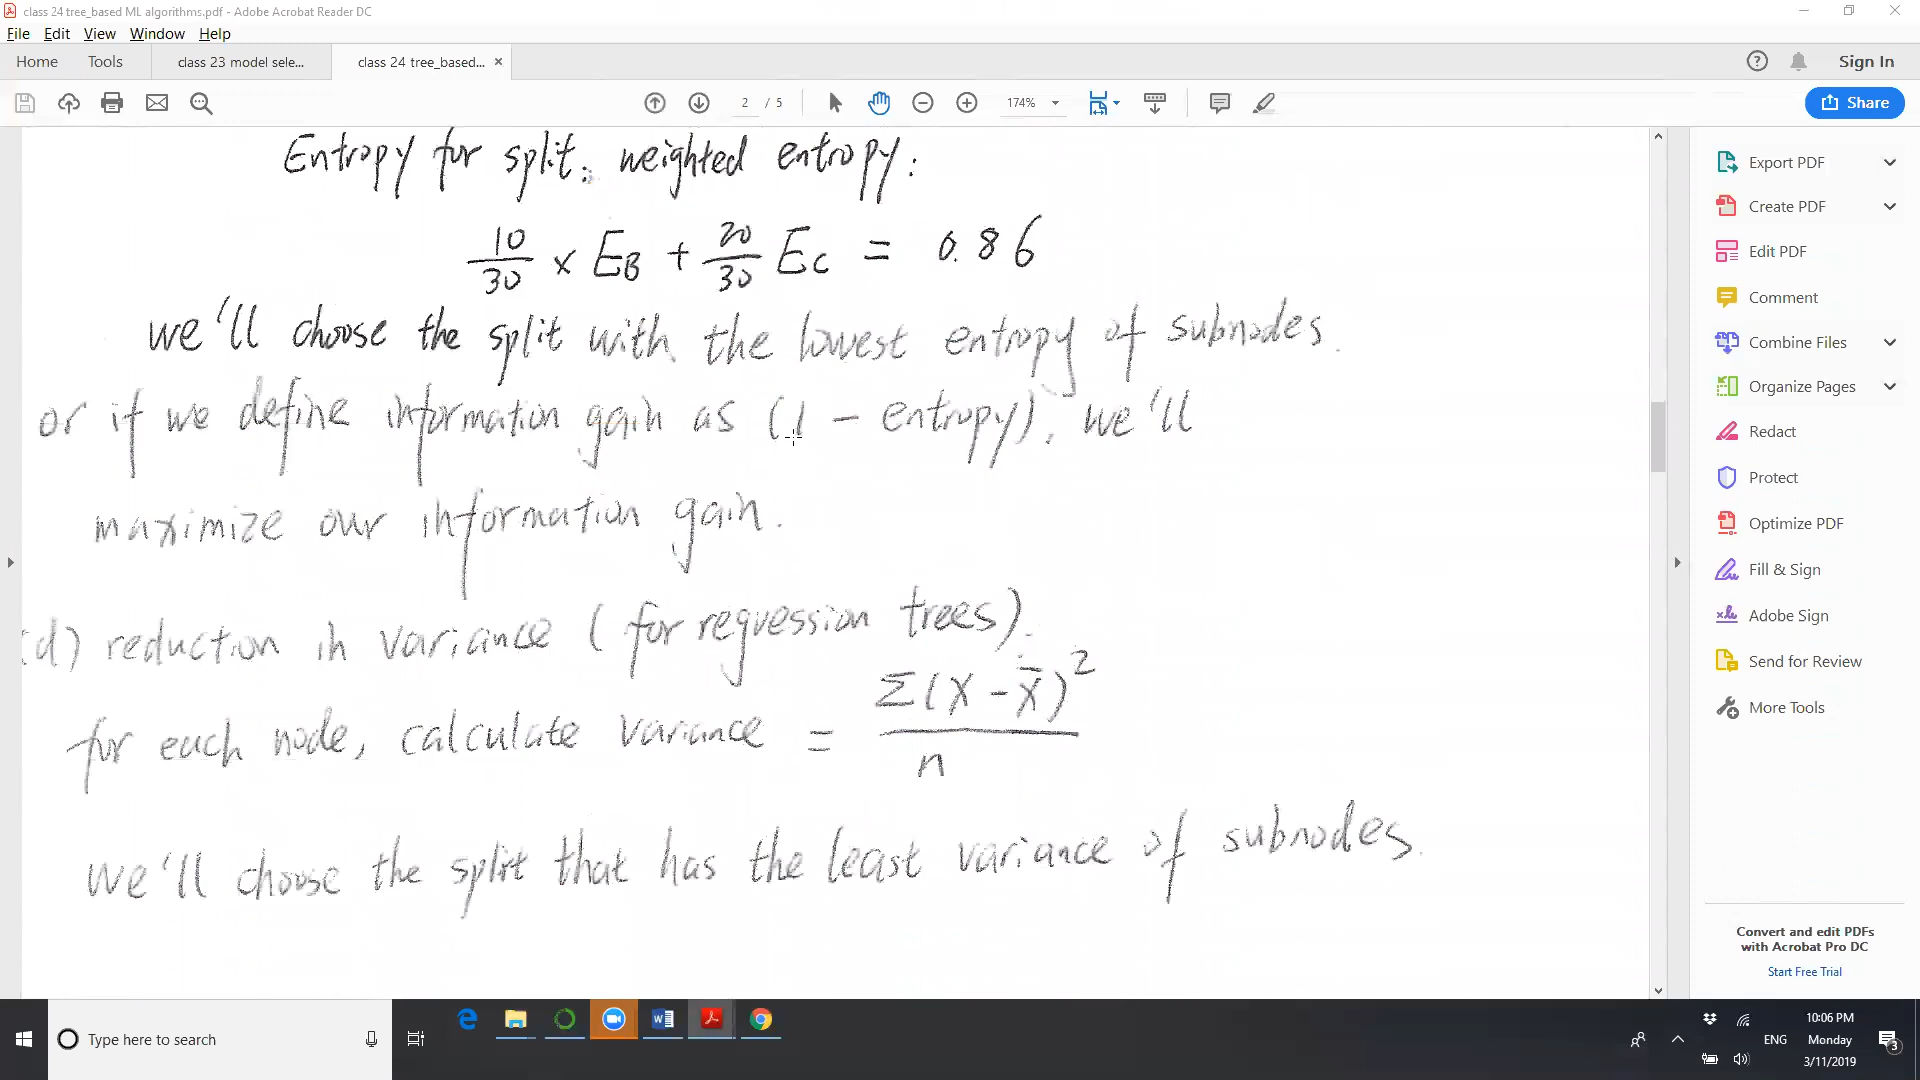 class 24 tree_based ML algorithms.pdf - Adobe Acrobat Reader DC
File Edit View Window Help
Home Tools class 23 model sele... class 24 tree_based... × Sign In
2 / 5 174% Share
Entropy for split: weighted entropy:
10/30 × E_B + 20/30 E_C = 0.86
we'll choose the split with the lowest entropy of subnodes.
or if we define information gain as (1 - entropy), we'll
maximize our information gain.
(d) reduction in variance (for regression trees).
for each node, calculate variance = Σ(X - X̄)² / n
we'll choose the split that has the least variance of subnodes.
Export PDF
Create PDF
Edit PDF
Comment
Combine Files
Organize Pages
Redact
Protect
Optimize PDF
Fill & Sign
Adobe Sign
Send for Review
More Tools
Convert and edit PDFs
with Acrobat Pro DC
Start Free Trial
Type here to search
ENG
10:06 PM
Monday
3/11/2019
3